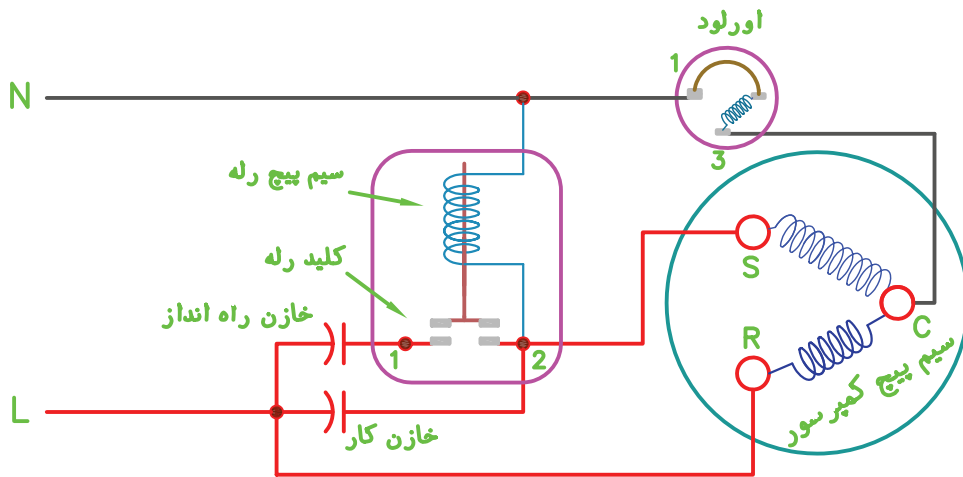 اورلود
1
N
3
سیم پیچ رله
کلید رله
S
خازن راه انداز
1
2
R
C
سیم پیچ کمپرسور
L
خازن کار